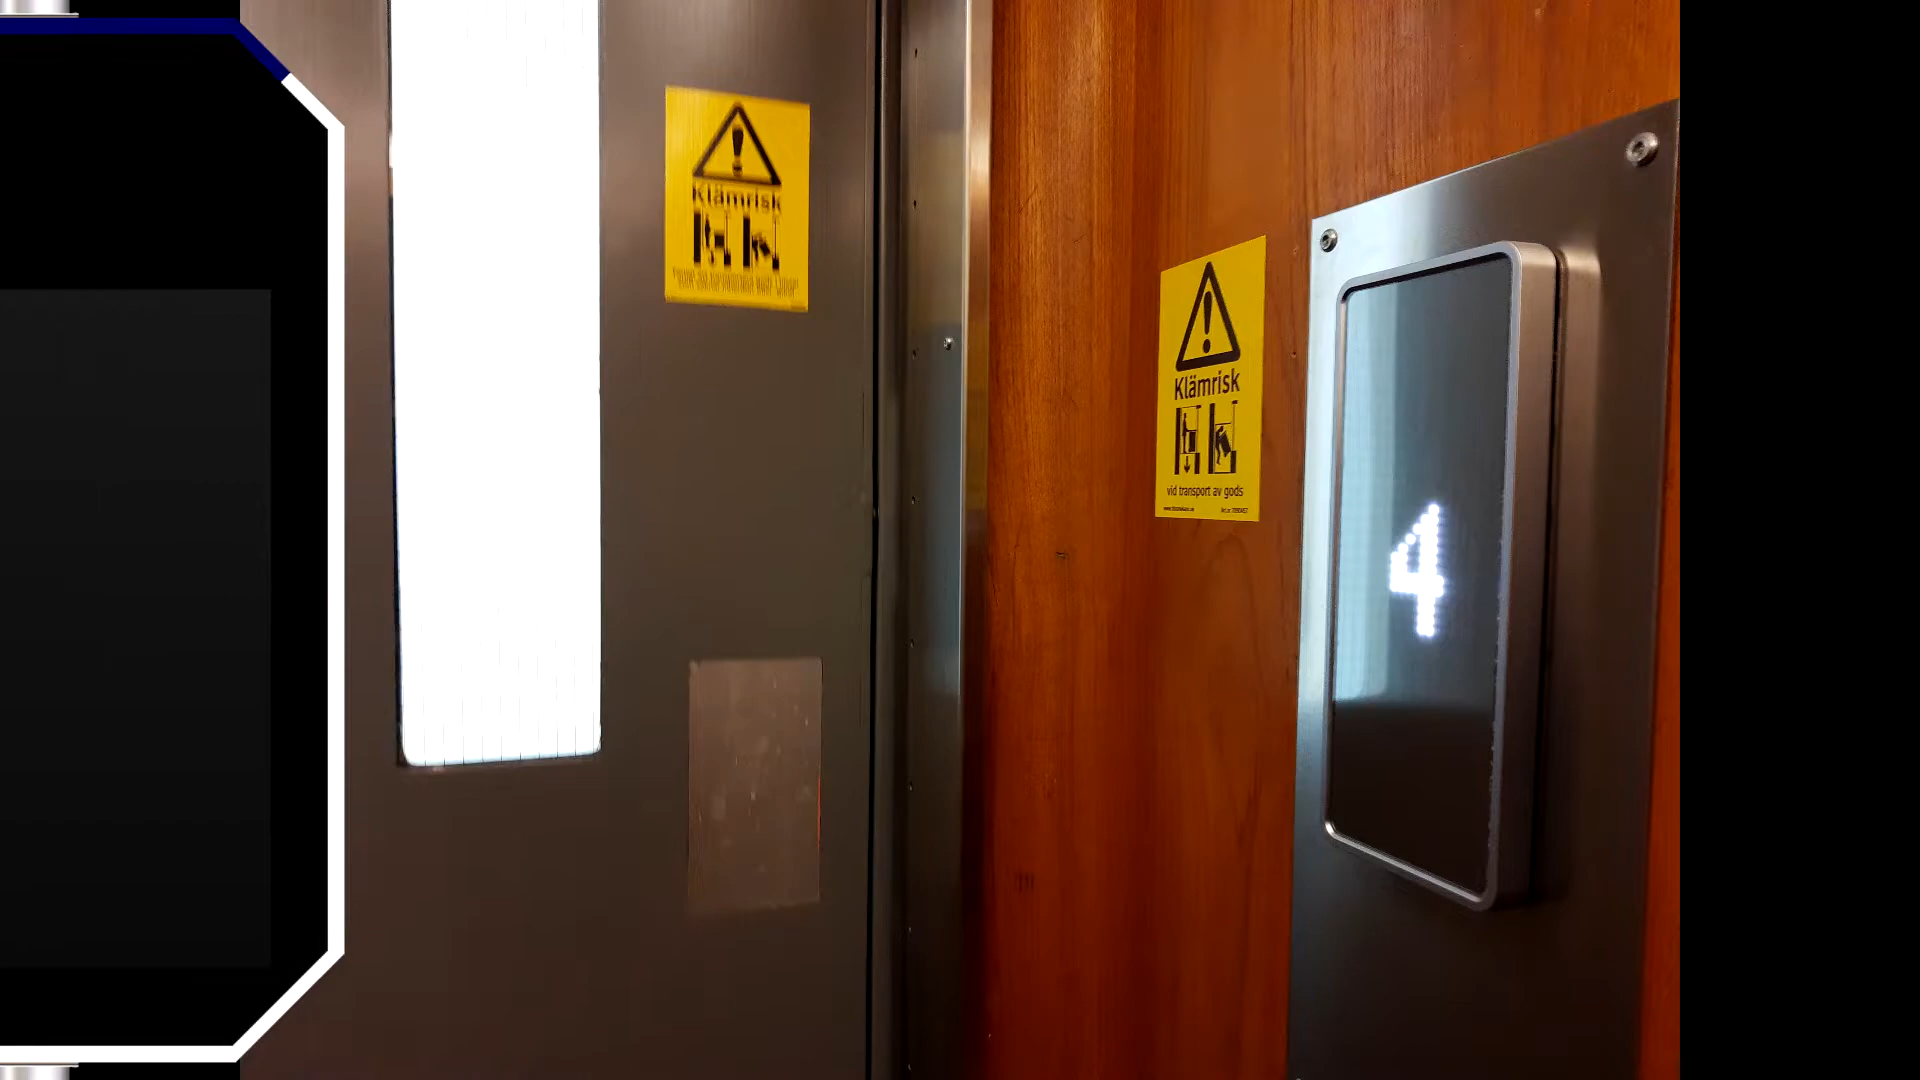 Klämrisk
Klämrisk
vid transport av gods
4